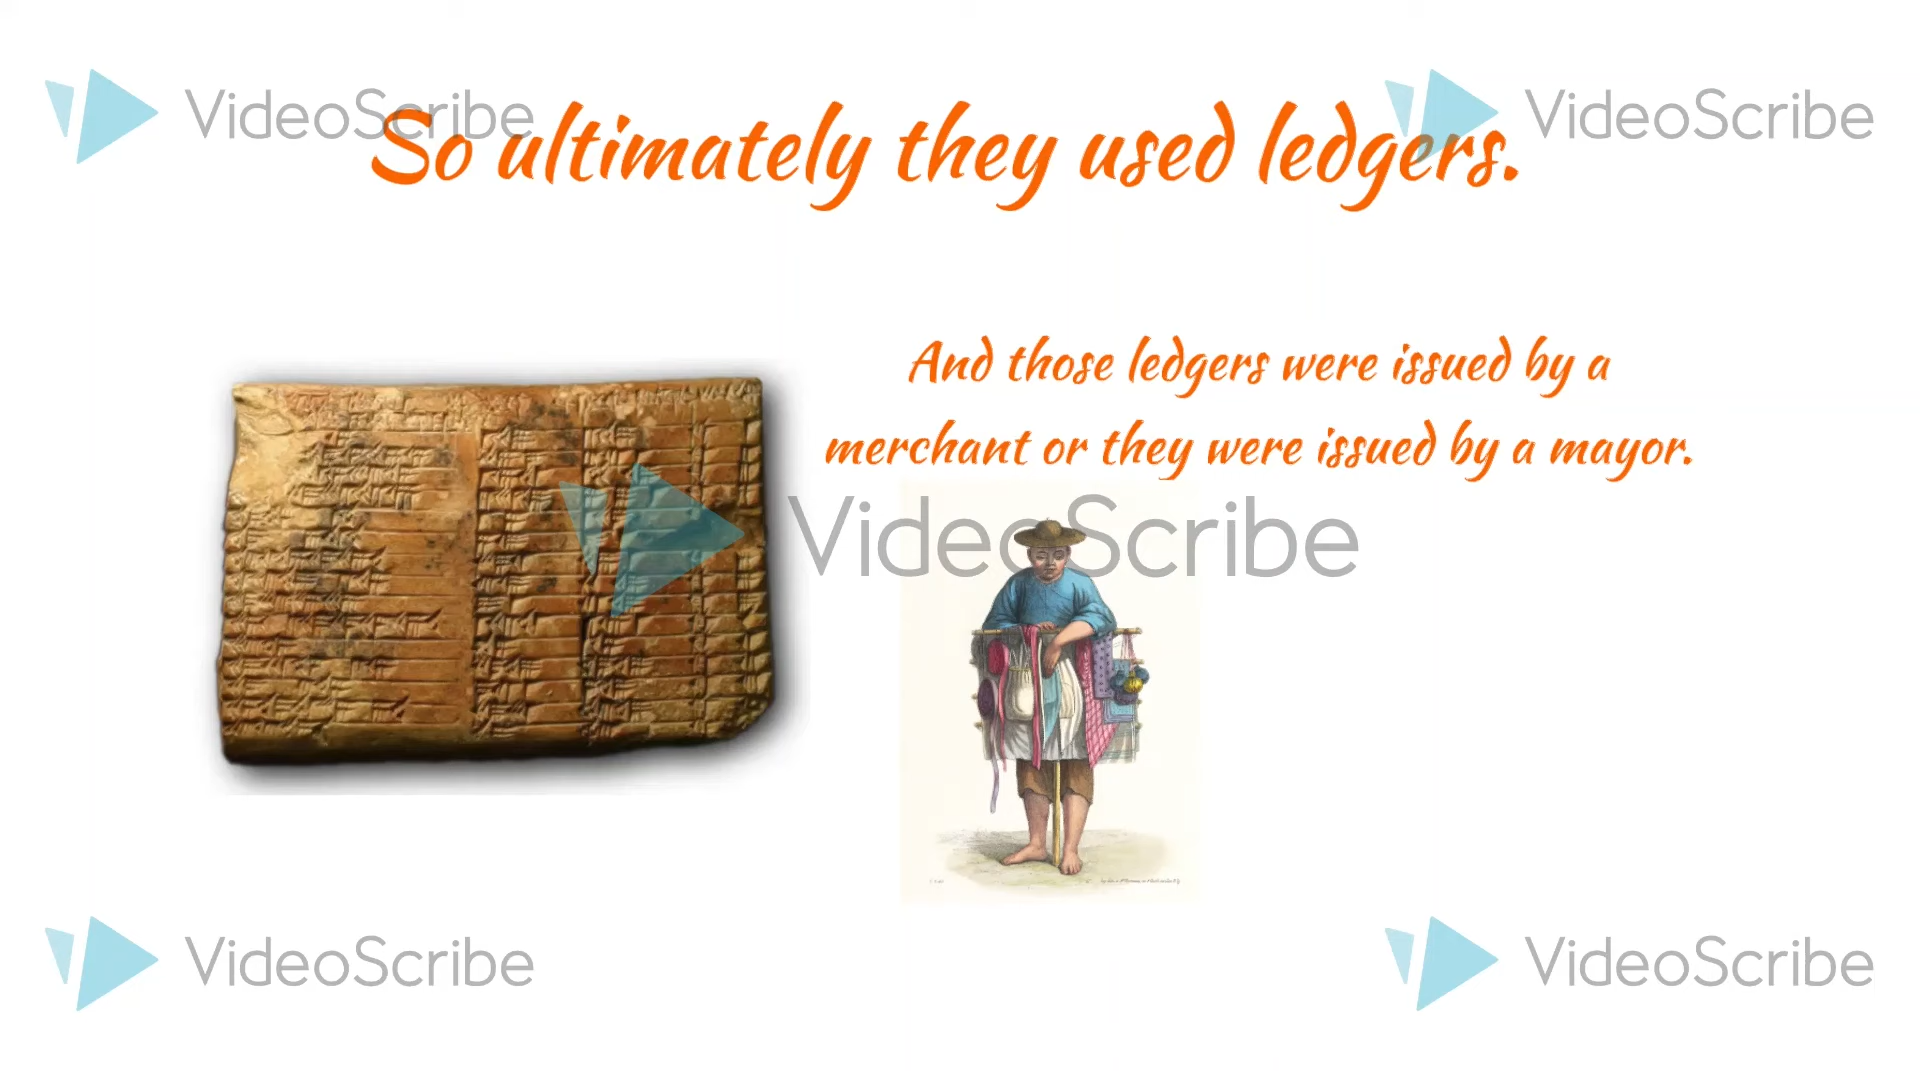 VideoScribe
VideoScribe
So ultimately they used ledgers.
And those ledgers were issued by a
merchant or they were issued by a mayor.
VideoScribe
VideoScribe
VideoScribe